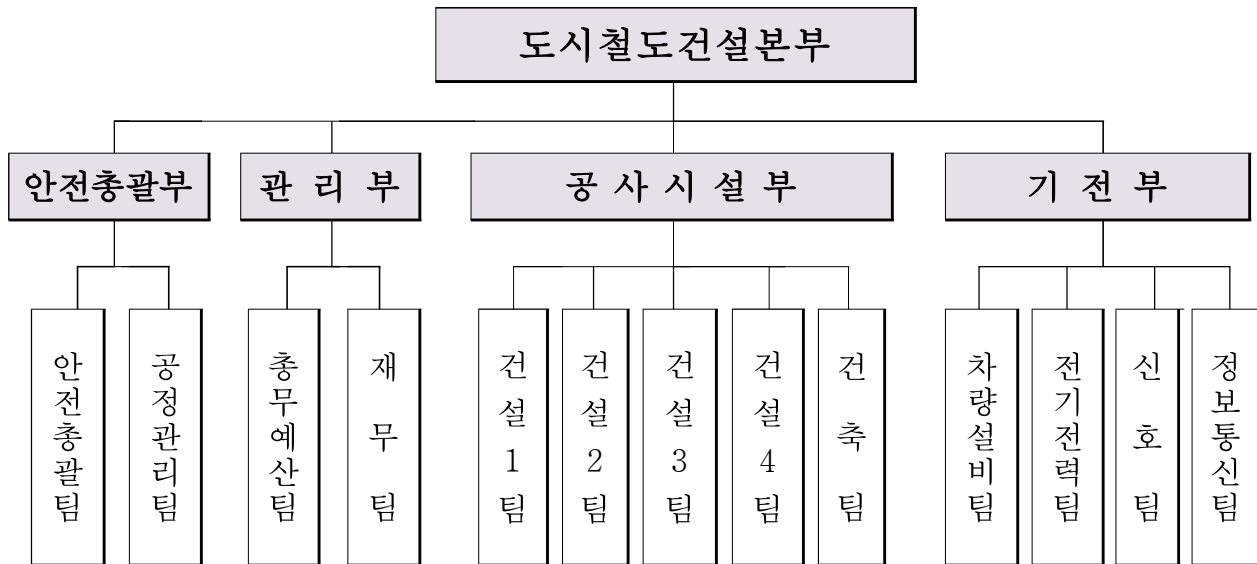 도시철도건설본부
안전총괄부
관 리 부
공 사 시 설 부
기 전 부
안전총괄팀
공정관리팀
총무예산팀
재 무 팀
건설1팀
건설2팀
건설3팀
건설4팀
건 축 팀
차량설비팀
전기전력팀
신 호 팀
정보통신팀